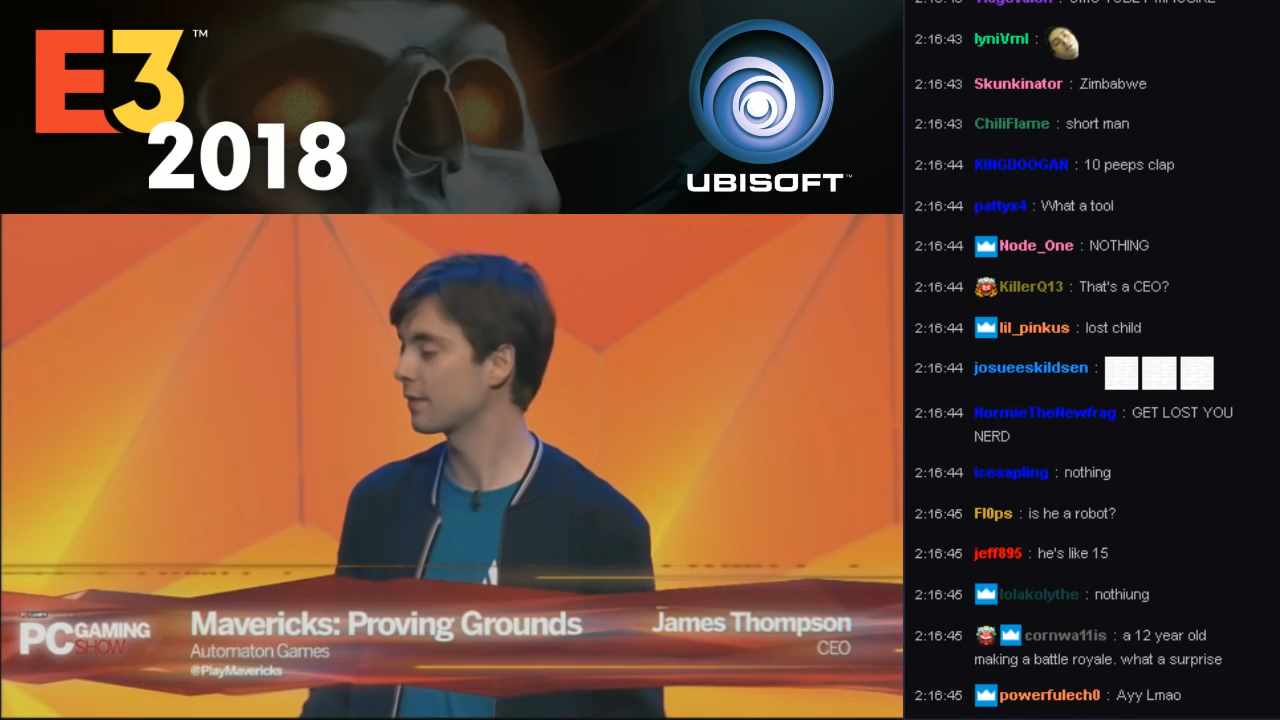 E3™
2018
UBISOFT™
PC GAMING
SHOW
Mavericks: Proving Grounds
Automaton Games
@PlayMavericks
James Thompson
CEO
2:16:43 lyniVrnl :
2:16:43 Skunkinator : Zimbabwe
2:16:43 ChiliFlame : short man
2:16:44 KINGDOOGAN : 10 peeps clap
2:16:44 pattyx4 : What a tool
2:16:44 Node_One : NOTHING
2:16:44 KillerQ13 : That's a CEO?
2:16:44 lil_pinkus : lost child
2:16:44 josueeskildsen :
2:16:44 NormieTheNewfrag : GET LOST YOU
NERD
2:16:44 icesapling : nothing
2:16:45 Fl0ps : is he a robot?
2:16:45 jeff895 : he's like 15
2:16:45 lolakolythe : nothiung
2:16:45 cornwa11is : a 12 year old
making a battle royale. what a surprise
2:16:45 powerfulech0 : Ayy Lmao